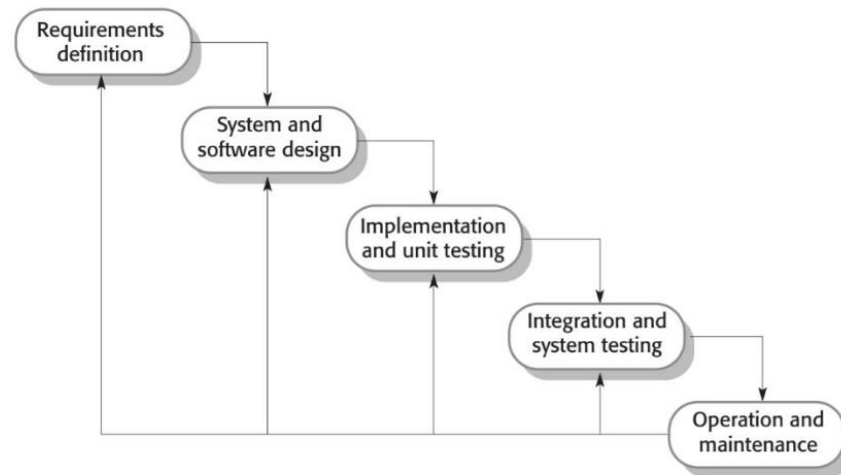 Requirements
definition
System and
software design
Implementation
and unit testing
Integration and
system testing
Operation and
maintenance